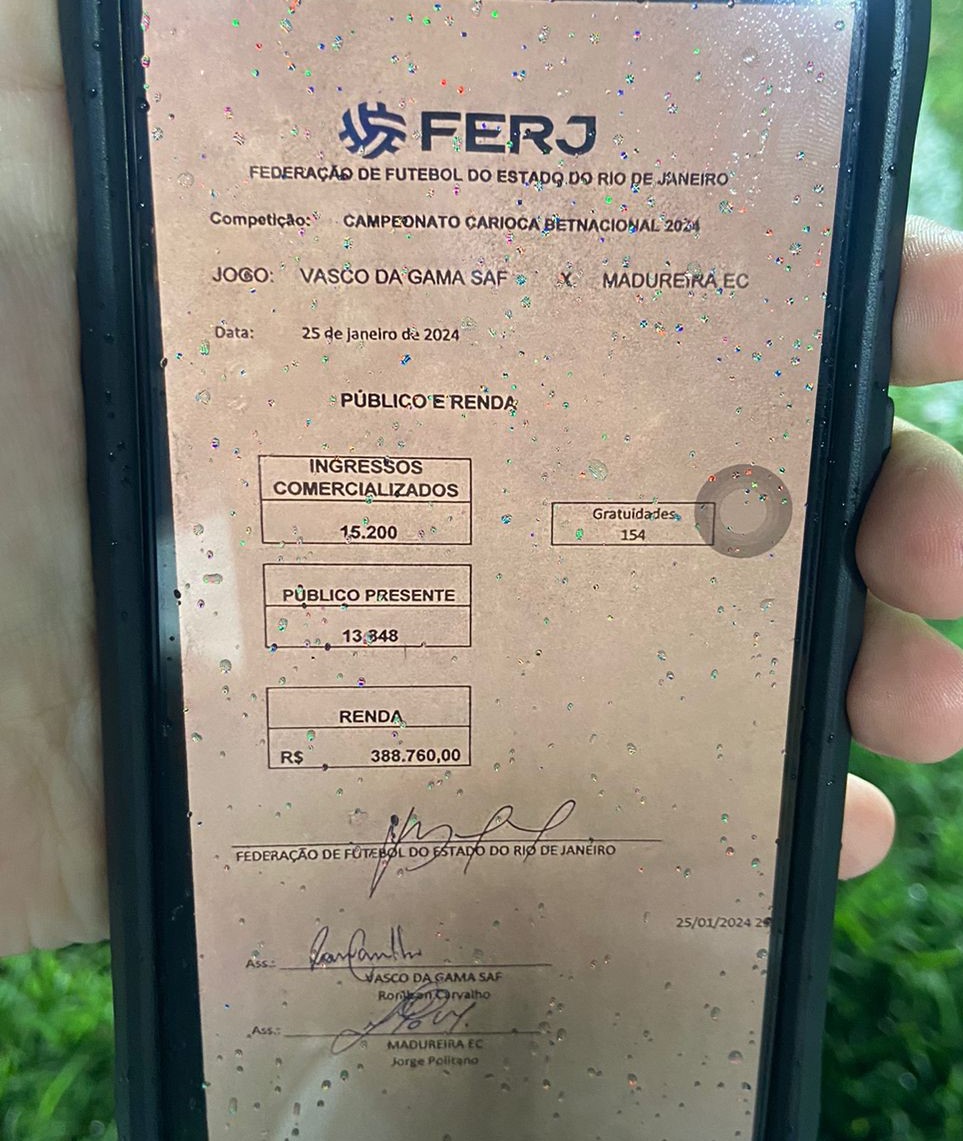 FERJ
FEDERAÇÃO DE FUTEBOL DO ESTADO DO RIO DE JANEIRO
Competição: CAMPEONATO CARIOCA BETNACIONAL 2024
JOGO: VASCO DA GAMA SAF X MADUREIRA EC
Data: 25 de janeiro de 2024
PÚBLICO E RENDA
INGRESSOS
COMERCIALIZADOS
15.200
Gratuidades
154
PÚBLICO PRESENTE
13.348
RENDA
R$ 388.760,00
FEDERAÇÃO DE FUTEBOL DO ESTADO DO RIO DE JANEIRO
25/01/2024
Ass.:
VASCO DA GAMA SAF
Carvalho
Ass.:
MADUREIRA EC
Jorge Politano